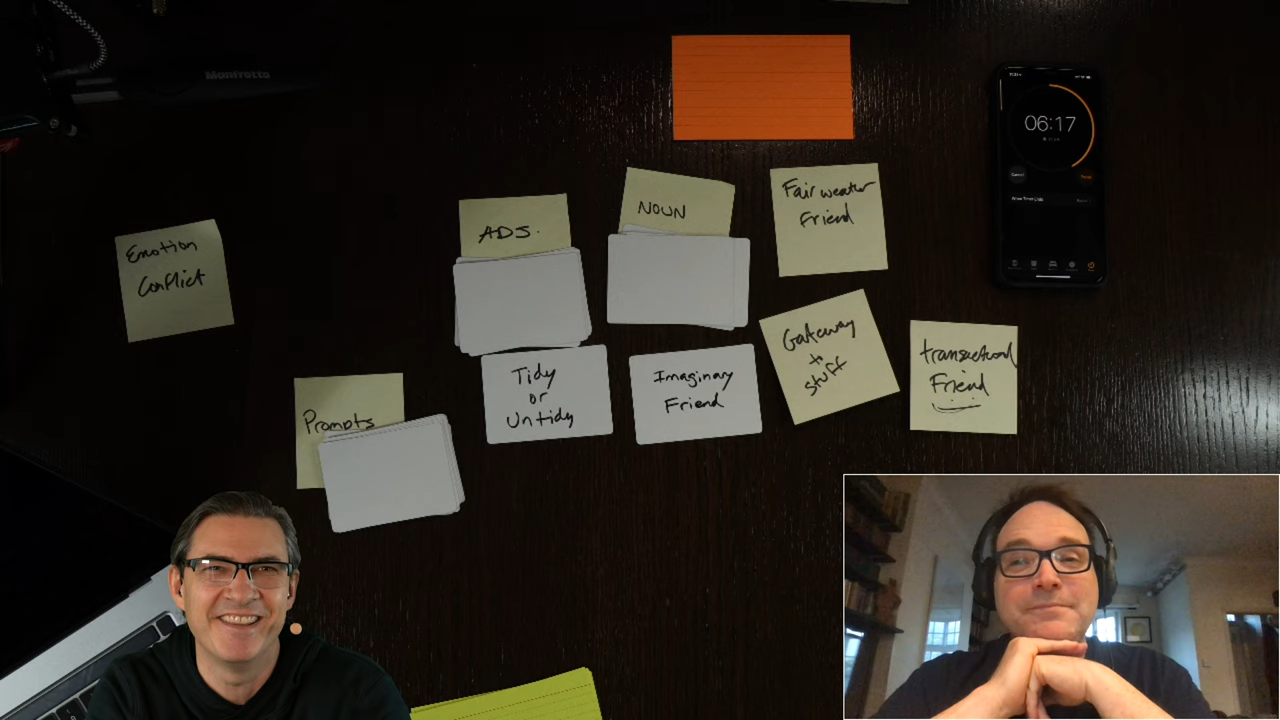 Manfrotto
06:17
Fair weather
Friend
NOUN
ADJ.
Emotion
Conflict
Gateway
to
stuff
transactional
Friend
Tidy
or
Untidy
Imaginary
Friend
Prompts